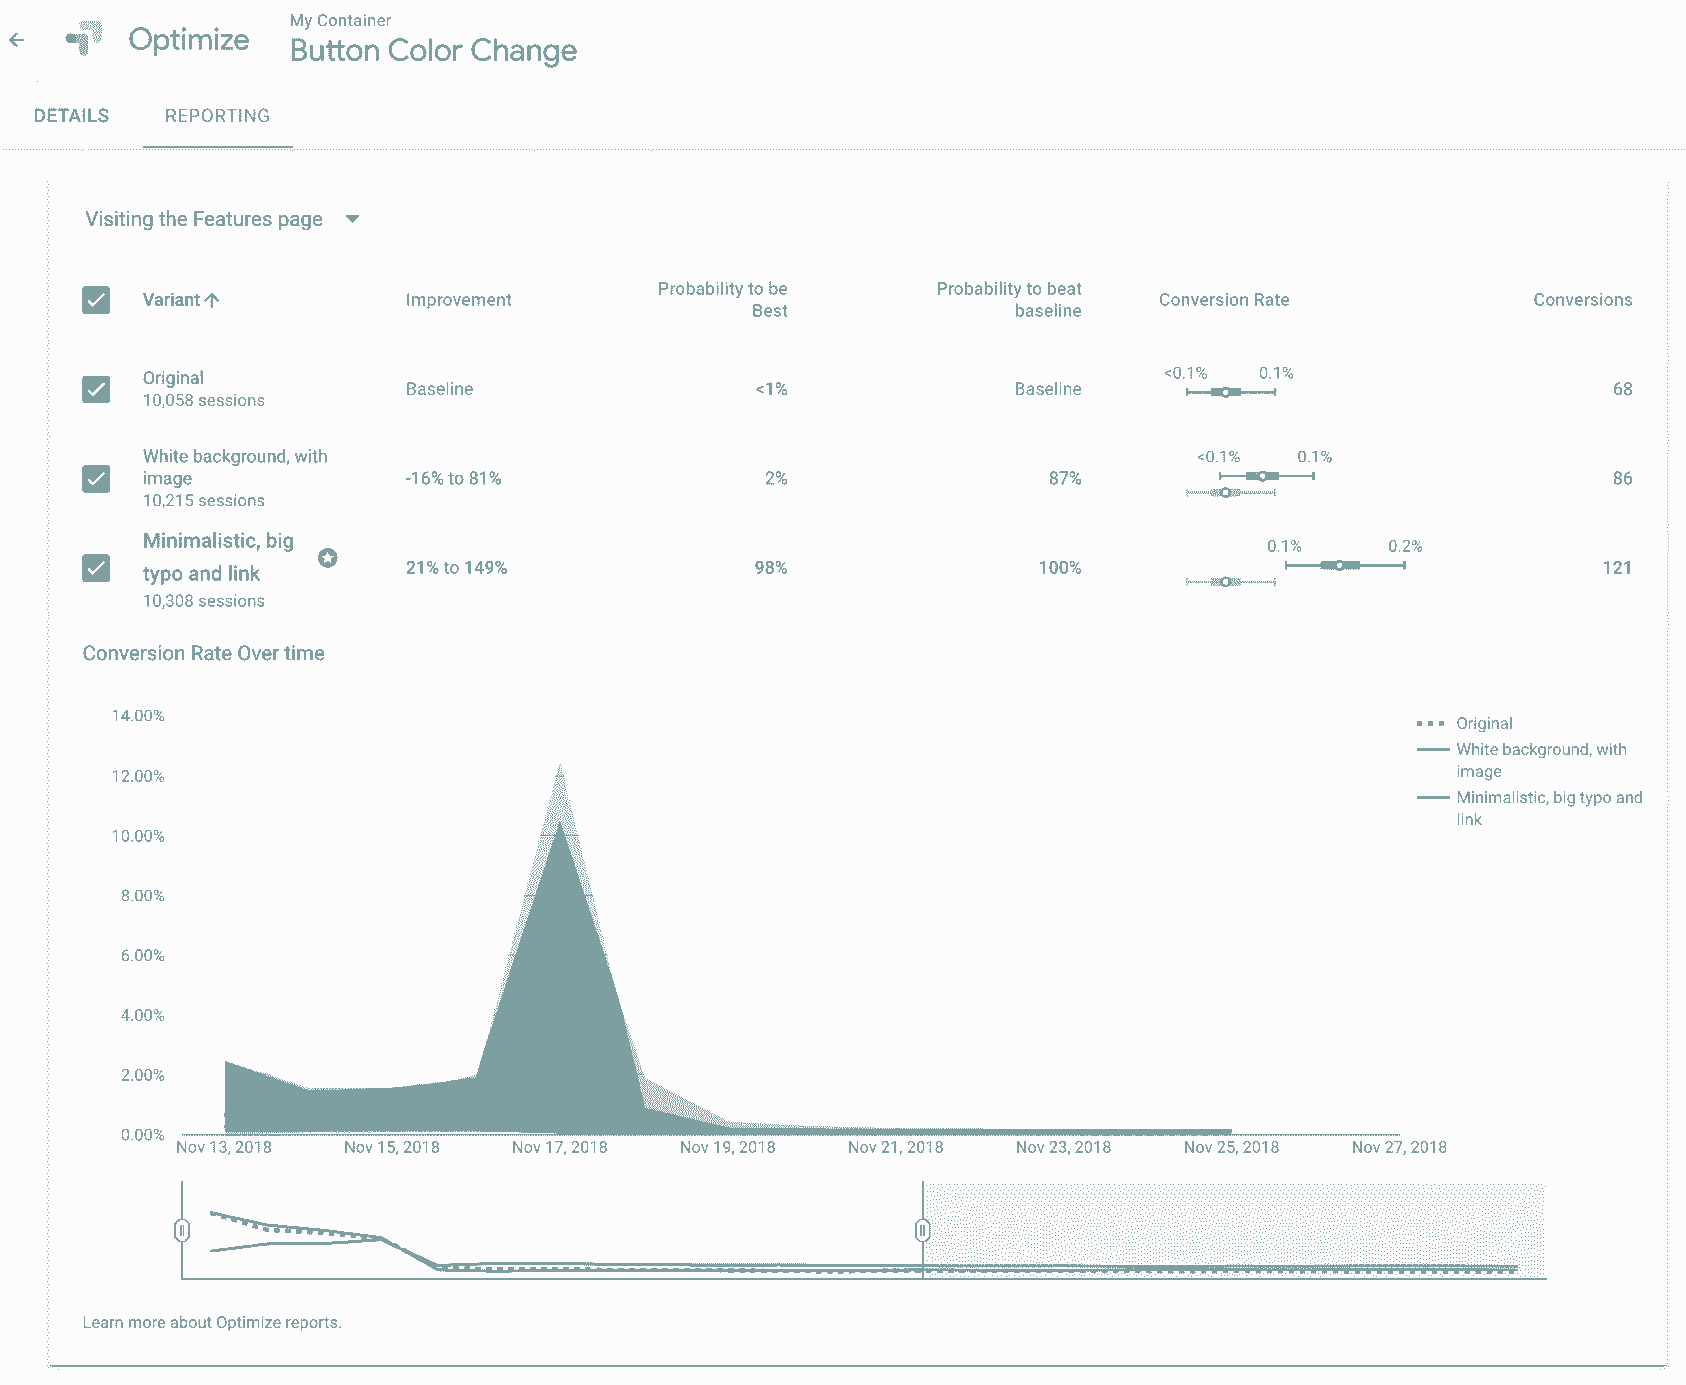 My Container
Optimize
Button Color Change
DETAILS
REPORTING
Visiting the Features page
Variant
Improvement
Probability to be
Best
Probability to beat
baseline
Conversion Rate
Conversions
Original
10,058 sessions
Baseline
<1%
Baseline
<0.1%
0.1%
68
White background, with
image
10,215 sessions
-16% to 81%
2%
87%
<0.1%
0.1%
86
Minimalistic, big
typo and link
10,308 sessions
21% to 149%
98%
100%
0.1%
0.2%
121
Conversion Rate Over time
14.00%
12.00%
10.00%
8.00%
6.00%
4.00%
2.00%
0.00%
Original
White background, with
image
Minimalistic, big typo and
link
Nov 13, 2018
Nov 15, 2018
Nov 17, 2018
Nov 19, 2018
Nov 21, 2018
Nov 23, 2018
Nov 25, 2018
Nov 27, 2018
Learn more about Optimize reports.